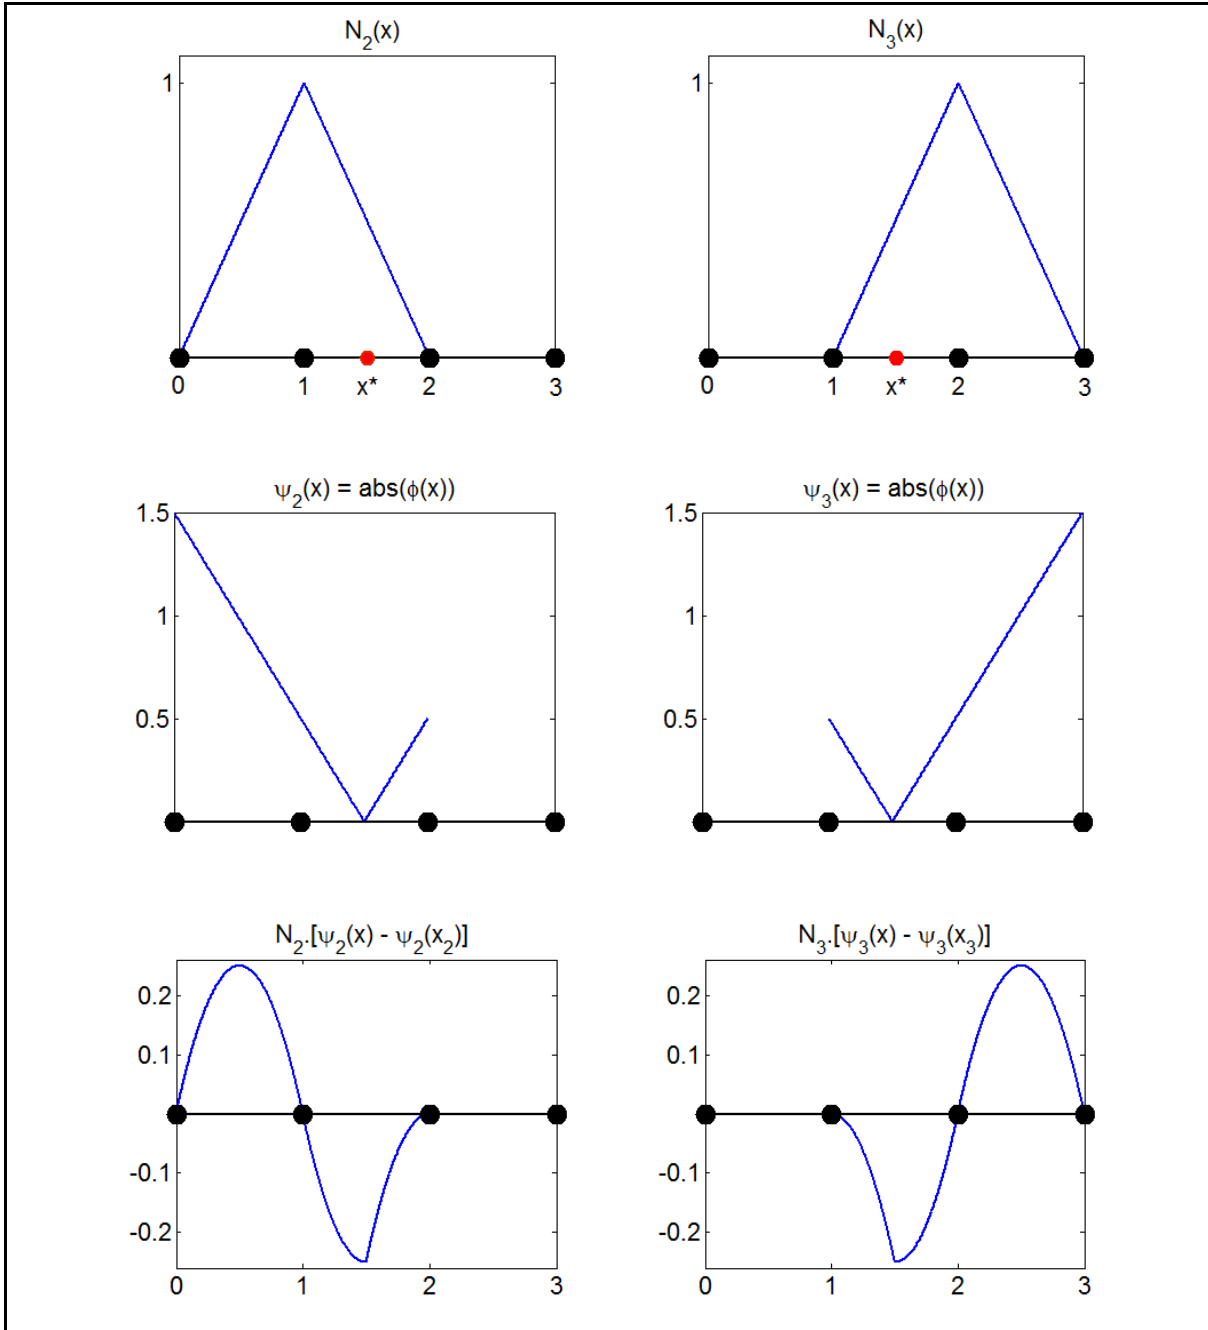 N₂(x)
N₃(x)
1
0 1 x* 2 3
1
0 1 x* 2 3
ψ₂(x) = abs(ϕ(x))
ψ₃(x) = abs(ϕ(x))
1.5
1
0.5
1.5
1
0.5
N₂.[ψ₂(x) - ψ₂(x₂)]
N₃.[ψ₃(x) - ψ₃(x₃)]
0.2
0.1
-0.1
-0.2
0 1 2 3
0.2
0.1
-0.1
-0.2
0 1 2 3